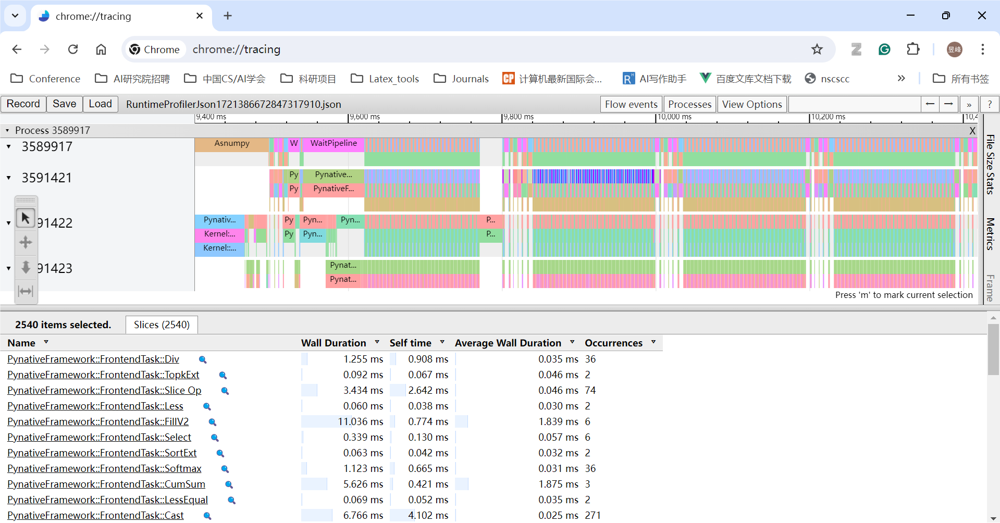 chrome://tracing
Chrome chrome://tracing 昱峰
Conference AI研究院招聘 中国CS/AI学会 科研项目 Latex_tools Journals 计算机最新国际会... AI写作助手 百度文库文档下载 nscscc » 所有书签
Record Save Load RuntimeProfilerJson1721386672847317910.json Flow events Processes View Options ← → » ?
9,400 ms 9,600 ms 9,800 ms 10,000 ms 10,200 ms 10,4
Process 3589917 X
3589917 Asnumpy W WaitPipeline
3591421 Py Pynative...
Py PynativeF...
91422 Pynativ... Py Pyn... Pyn... P...
Kernel:... Py Pyn... P...
Kernel::...
91423 Pynat...
Pynat...
File Size Stats
Metrics
Frame
Press 'm' to mark current selection
2540 items selected. Slices (2540)
Name Wall Duration Self time Average Wall Duration Occurrences
PynativeFramework::FrontendTask::Div 1.255 ms 0.908 ms 0.035 ms 36
PynativeFramework::FrontendTask::TopkExt 0.092 ms 0.067 ms 0.046 ms 2
PynativeFramework::FrontendTask::Slice Op 3.434 ms 2.642 ms 0.046 ms 74
PynativeFramework::FrontendTask::Less 0.060 ms 0.038 ms 0.030 ms 2
PynativeFramework::FrontendTask::FillV2 11.036 ms 0.774 ms 1.839 ms 6
PynativeFramework::FrontendTask::Select 0.339 ms 0.130 ms 0.057 ms 6
PynativeFramework::FrontendTask::SortExt 0.063 ms 0.042 ms 0.032 ms 2
PynativeFramework::FrontendTask::Softmax 1.123 ms 0.665 ms 0.031 ms 36
PynativeFramework::FrontendTask::CumSum 5.626 ms 0.421 ms 1.875 ms 3
PynativeFramework::FrontendTask::LessEqual 0.069 ms 0.052 ms 0.035 ms 2
PynativeFramework::FrontendTask::Cast 6.766 ms 4.102 ms 0.025 ms 271